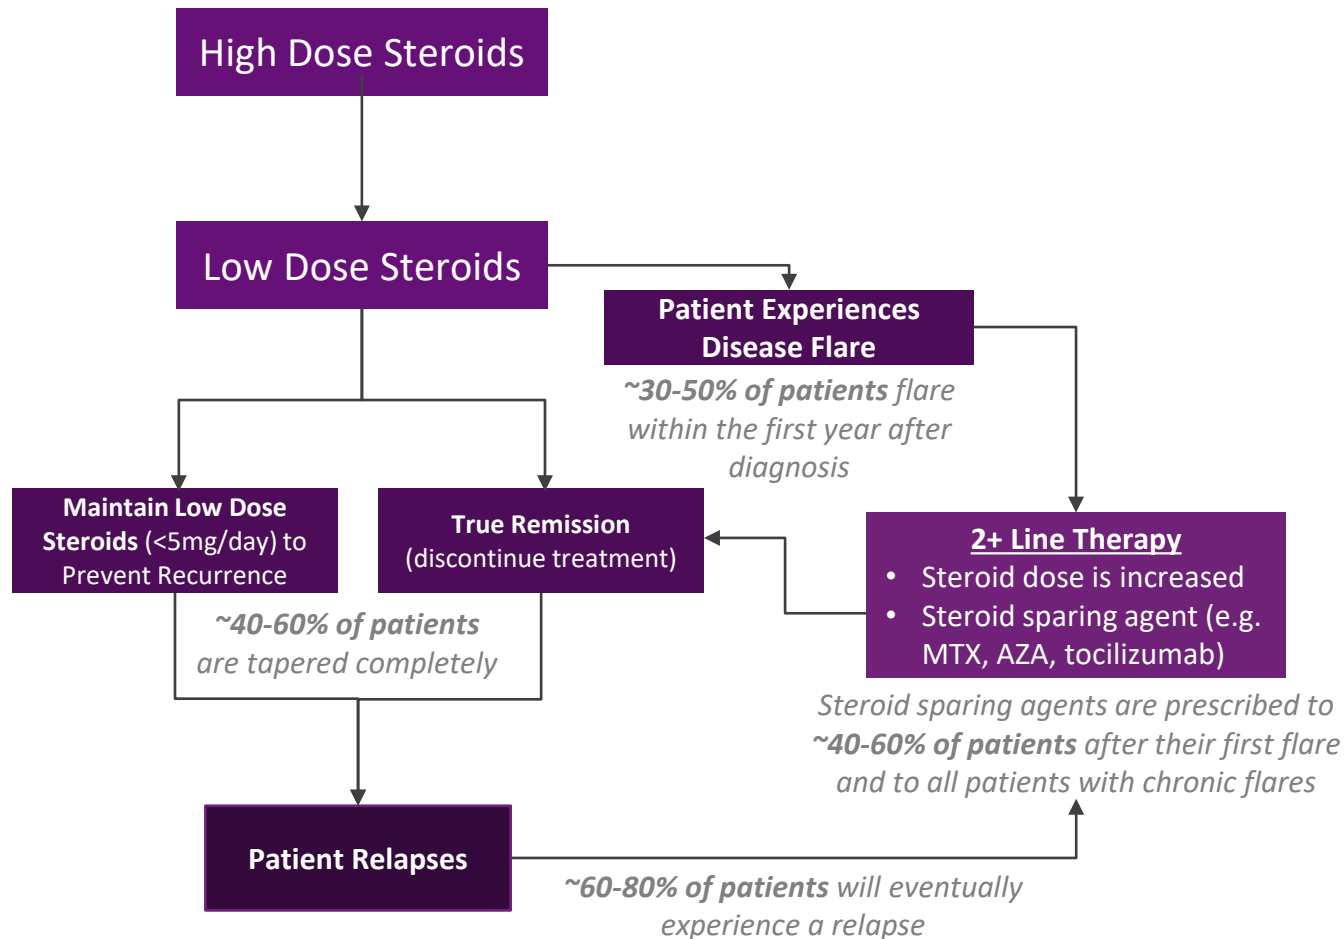 High Dose Steroids
Low Dose Steroids
Patient Experiences
Disease Flare
~30-50% of patients flare
within the first year after
diagnosis
Maintain Low Dose
Steroids (<5mg/day) to
Prevent Recurrence
True Remission
(discontinue treatment)
2+ Line Therapy
• Steroid dose is increased
• Steroid sparing agent (e.g.
MTX, AZA, tocilizumab)
~40-60% of patients
are tapered completely
Steroid sparing agents are prescribed to
~40-60% of patients after their first flare
and to all patients with chronic flares
Patient Relapses
~60-80% of patients will eventually
experience a relapse